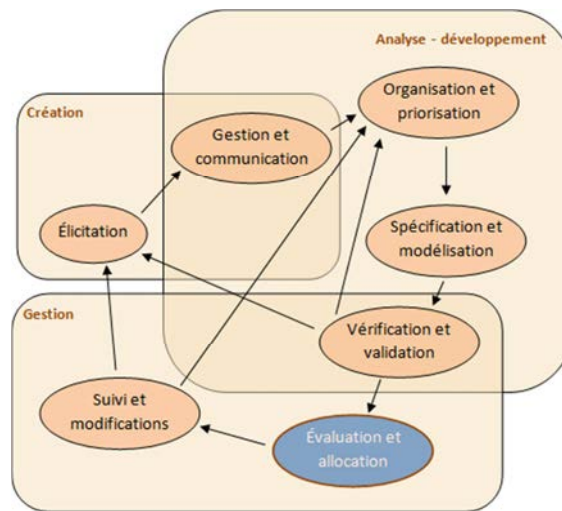 Analyse - développement
Organisation et
priorisation
Création
Gestion et
communication
Élicitation
Spécification et
modélisation
Gestion
Vérification et
validation
Suivi et
modifications
Évaluation et
allocation